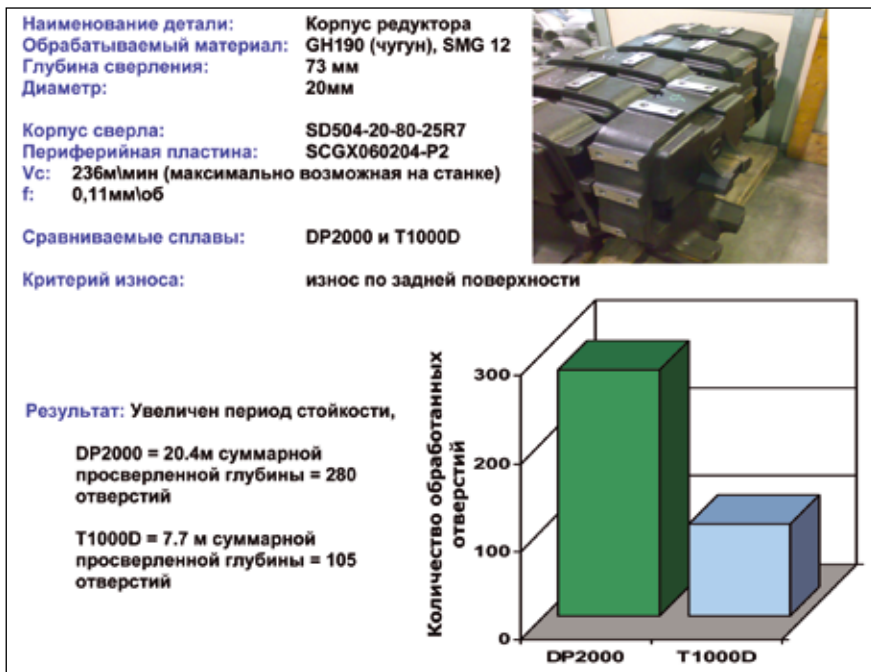 Наименование детали: Корпус редуктора
Обрабатываемый материал: GH190 (чугун), SMG 12
Глубина сверления: 73 мм
Диаметр: 20мм
Корпус сверла: SD504-20-80-25R7
Периферийная пластина: SCGX060204-P2
Vc: 236м\мин (максимально возможная на станке)
f: 0,11мм\об
Сравниваемые сплавы: DP2000 и T1000D
Критерий износа: износ по задней поверхности
Результат: Увеличен период стойкости,
DP2000 = 20.4м суммарной
просверленной глубины = 280
отверстий
T1000D = 7.7 м суммарной
просверленной глубины = 105
отверстий
Количество обработанных
отверстий
300
200
100
0
DP2000 T1000D